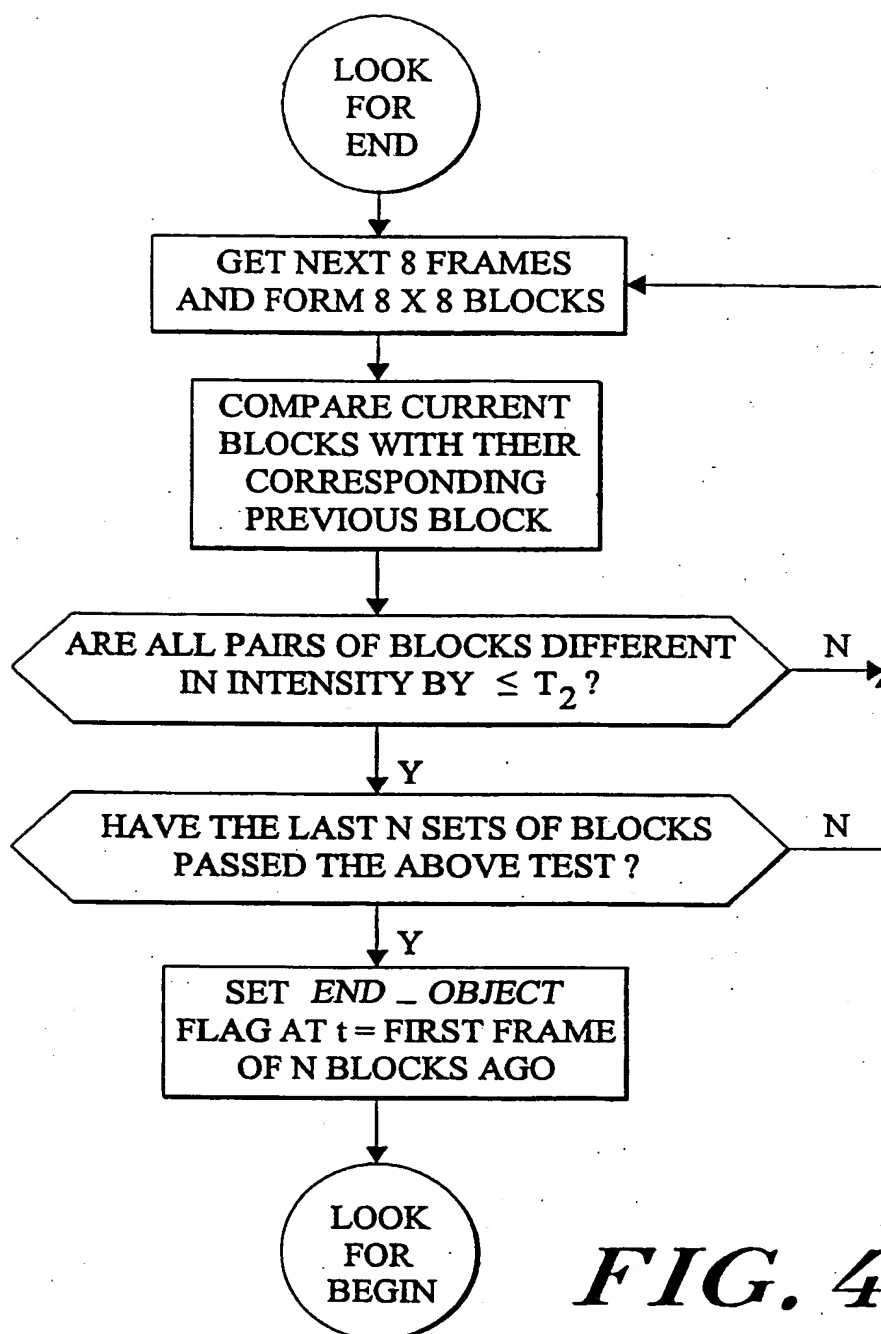 LOOK
FOR
END
GET NEXT 8 FRAMES
AND FORM 8 X 8 BLOCKS
COMPARE CURRENT
BLOCKS WITH THEIR
CORRESPONDING
PREVIOUS BLOCK
ARE ALL PAIRS OF BLOCKS DIFFERENT
IN INTENSITY BY ≤ T₂?
N
Y
HAVE THE LAST N SETS OF BLOCKS
PASSED THE ABOVE TEST?
N
Y
SET END_OBJECT
FLAG AT t = FIRST FRAME
OF N BLOCKS AGO
LOOK
FOR
BEGIN
FIG. 4